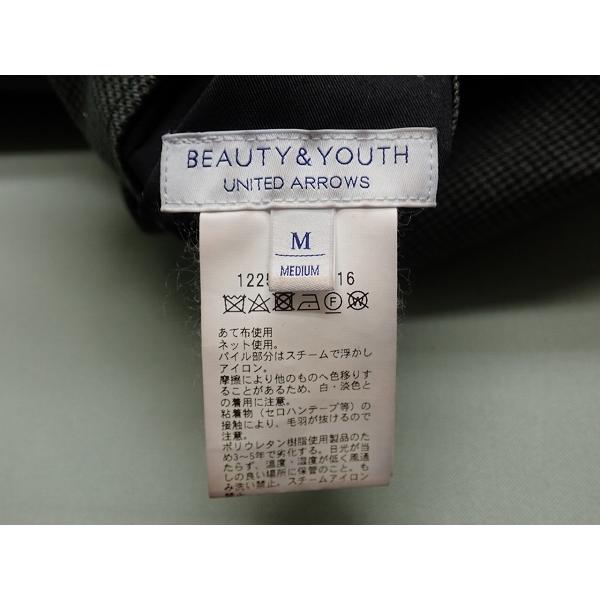 BEAUTY&YOUTH
UNITED ARROWS
M
MEDIUM
122 16
あて布使用
ネット使用。
パイル部分はスチームで浮かし
アイロン。
摩擦により他のものへ色移りす
ることがあるため、白・淡色と
の着用に注意。
粘着物（セロハンテープ等）の
接触により、毛羽が抜けるので
注意。
ポリウレタン樹脂使用製品のた
め3~5年で劣化する。日光が当
たらず、温度・湿度が低く風通
しの良い場所に保管のこと。も
み洗い禁止。スチームアイロン